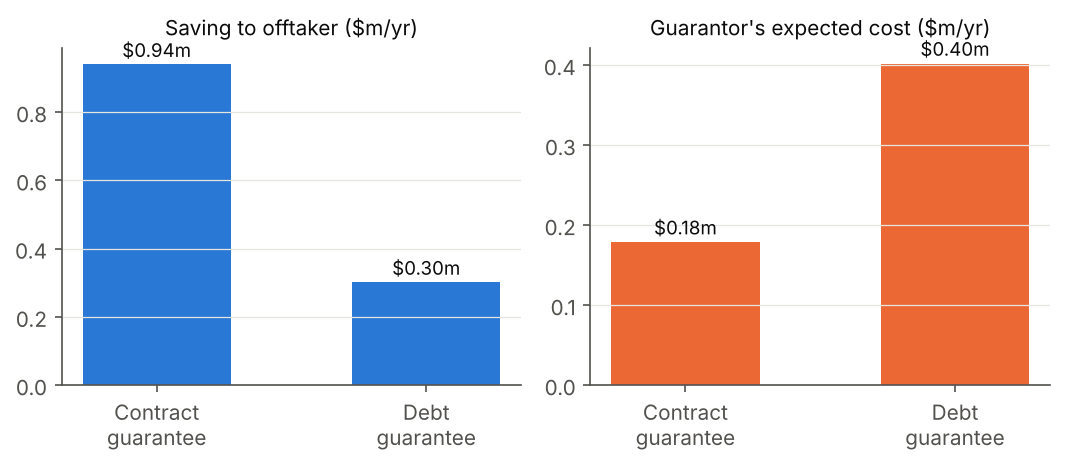 Saving to offtaker ($m/yr)
$0.94m
$0.30m
0.8
0.6
0.4
0.2
0.0
Contract
guarantee
Debt
guarantee
Guarantor's expected cost ($m/yr)
$0.40m
$0.18m
0.4
0.3
0.2
0.1
0.0
Contract
guarantee
Debt
guarantee